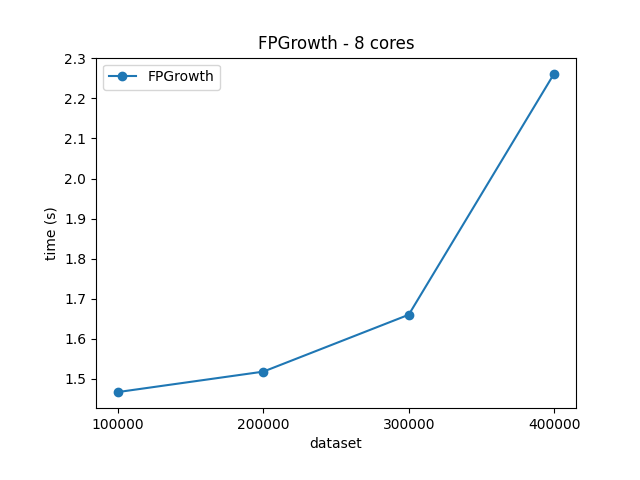 FPGrowth - 8 cores
FPGrowth
2.3
2.2
2.1
2.0
1.9
1.8
1.7
1.6
1.5
time (s)
100000 200000 300000 400000
dataset